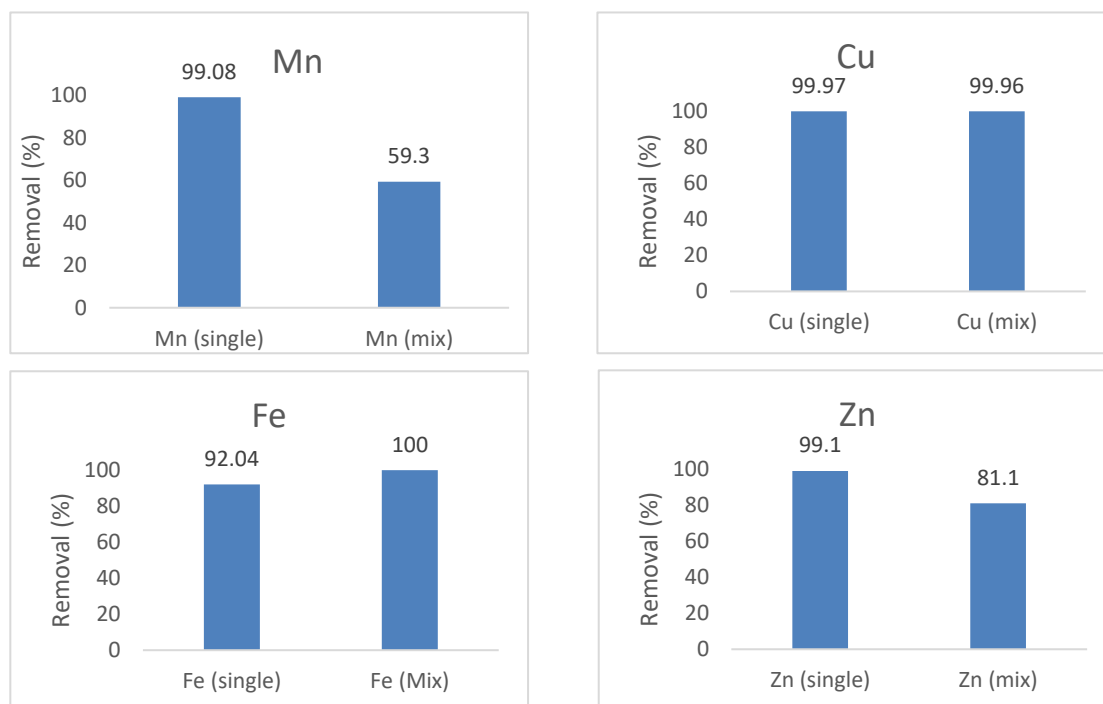 Mn
99.08
59.3
Removal (%)
100
80
60
40
20
0
Mn (single)
Mn (mix)
Cu
99.97
99.96
Removal (%)
100
80
60
40
20
0
Cu (single)
Cu (mix)
Fe
92.04
100
Removal (%)
100
80
60
40
20
0
Fe (single)
Fe (Mix)
Zn
99.1
81.1
Removal (%)
100
80
60
40
20
0
Zn (single)
Zn (mix)